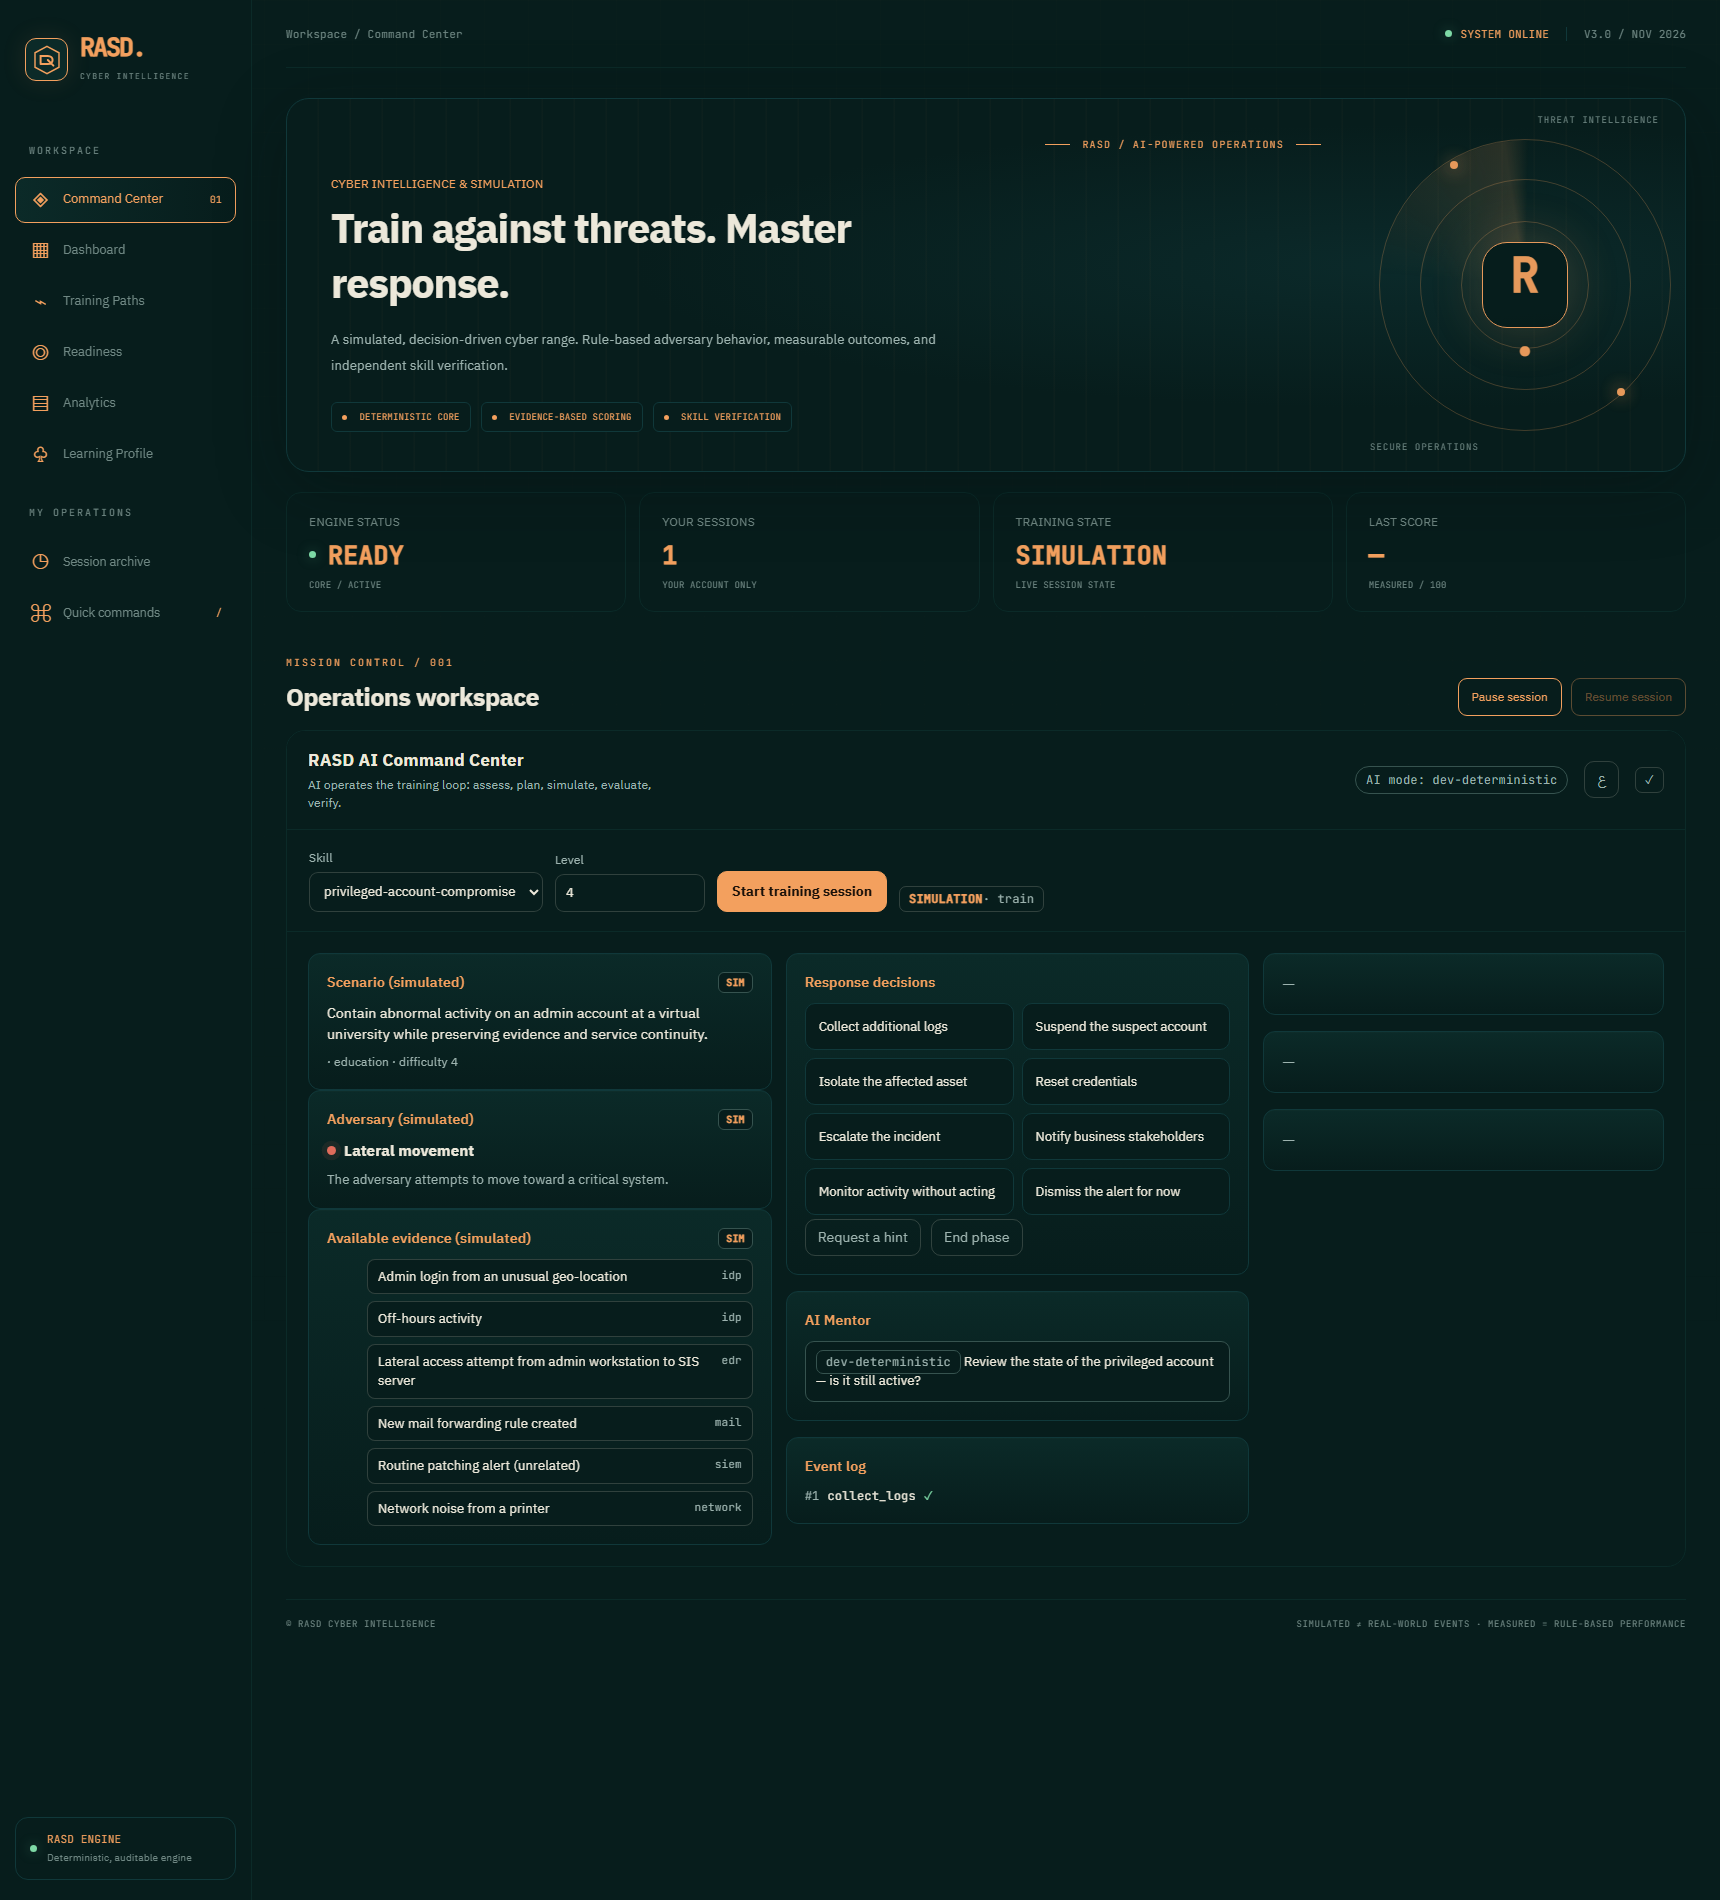 RASD.
CYBER INTELLIGENCE
WORKSPACE
Command Center 01
Dashboard
Training Paths
Readiness
Analytics
Learning Profile
MY OPERATIONS
Session archive
Quick commands /
RASD ENGINE
Deterministic, auditable engine
Workspace / Command Center
SYSTEM ONLINE
V3.0 / NOV 2026
THREAT INTELLIGENCE
RASD / AI-POWERED OPERATIONS
CYBER INTELLIGENCE & SIMULATION
Train against threats. Master
response.
A simulated, decision-driven cyber range. Rule-based adversary behavior, measurable outcomes, and
independent skill verification.
DETERMINISTIC CORE
EVIDENCE-BASED SCORING
SKILL VERIFICATION
R
SECURE OPERATIONS
ENGINE STATUS
READY
CORE / ACTIVE
YOUR SESSIONS
1
YOUR ACCOUNT ONLY
TRAINING STATE
SIMULATION
LIVE SESSION STATE
LAST SCORE
—
MEASURED / 100
MISSION CONTROL / 001
Operations workspace
Pause session
Resume session
RASD AI Command Center
AI operates the training loop: assess, plan, simulate, evaluate,
verify.
AI mode: dev-deterministic
ع
✓
Skill
privileged-account-compromise
Level
4
Start training session
SIMULATION· train
Scenario (simulated) SIM
Contain abnormal activity on an admin account at a virtual
university while preserving evidence and service continuity.
· education · difficulty 4
Adversary (simulated) SIM
Lateral movement
The adversary attempts to move toward a critical system.
Available evidence (simulated) SIM
Admin login from an unusual geo-location idp
Off-hours activity idp
Lateral access attempt from admin workstation to SIS edr
server
New mail forwarding rule created mail
Routine patching alert (unrelated) siem
Network noise from a printer network
Response decisions
Collect additional logs
Suspend the suspect account
Isolate the affected asset
Reset credentials
Escalate the incident
Notify business stakeholders
Monitor activity without acting
Dismiss the alert for now
Request a hint
End phase
AI Mentor
dev-deterministic Review the state of the privileged account
— is it still active?
Event log
#1 collect_logs ✓
—
—
—
© RASD CYBER INTELLIGENCE
SIMULATED ≠ REAL-WORLD EVENTS · MEASURED = RULE-BASED PERFORMANCE